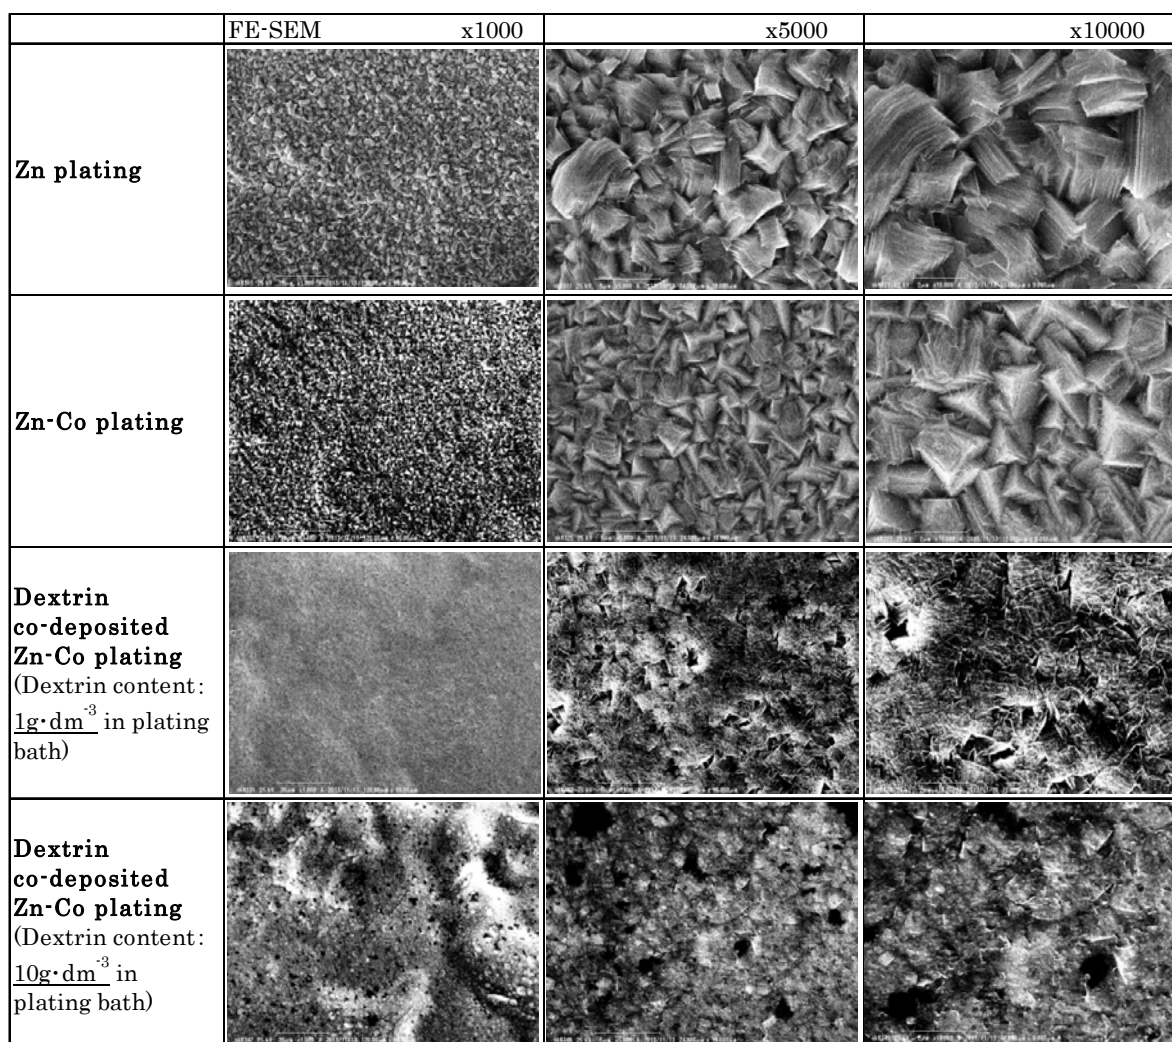 FE-SEM x1000 x5000 x10000
Zn plating
Zn-Co plating
Dextrin
co-deposited
Zn-Co plating
(Dextrin content:
1g·dm⁻³ in plating
bath)
Dextrin
co-deposited
Zn-Co plating
(Dextrin content:
10g·dm⁻³ in
plating bath)